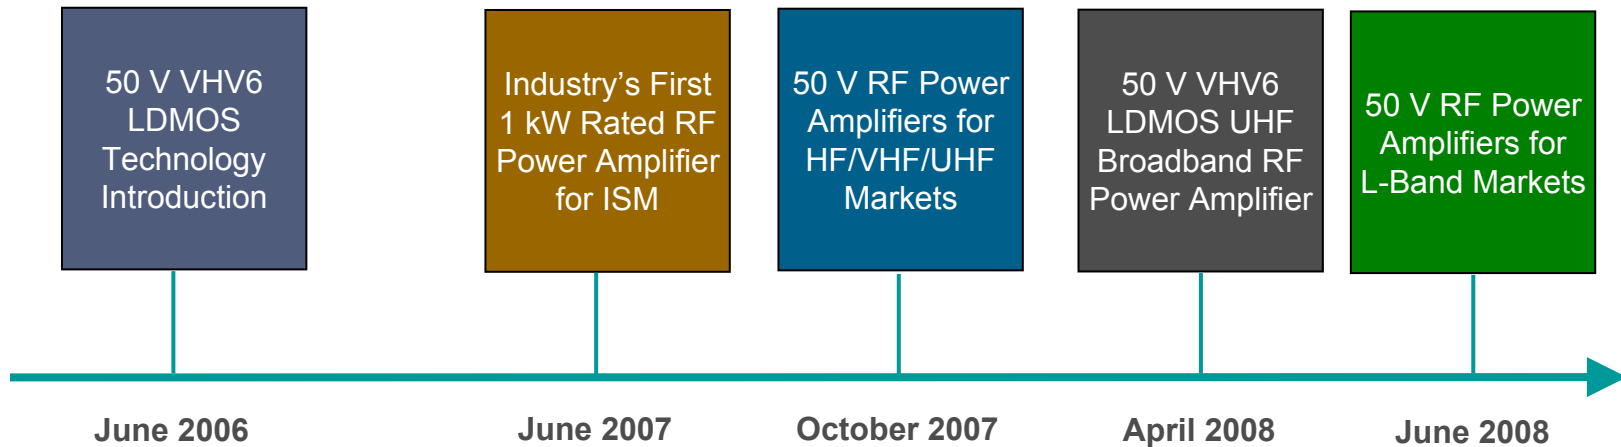 50 V VHV6
LDMOS
Technology
Introduction
Industry’s First
1 kW Rated RF
Power Amplifier
for ISM
50 V RF Power
Amplifiers for
HF/VHF/UHF
Markets
50 V VHV6
LDMOS UHF
Broadband RF
Power Amplifier
50 V RF Power
Amplifiers for
L-Band Markets
June 2006
June 2007
October 2007
April 2008
June 2008